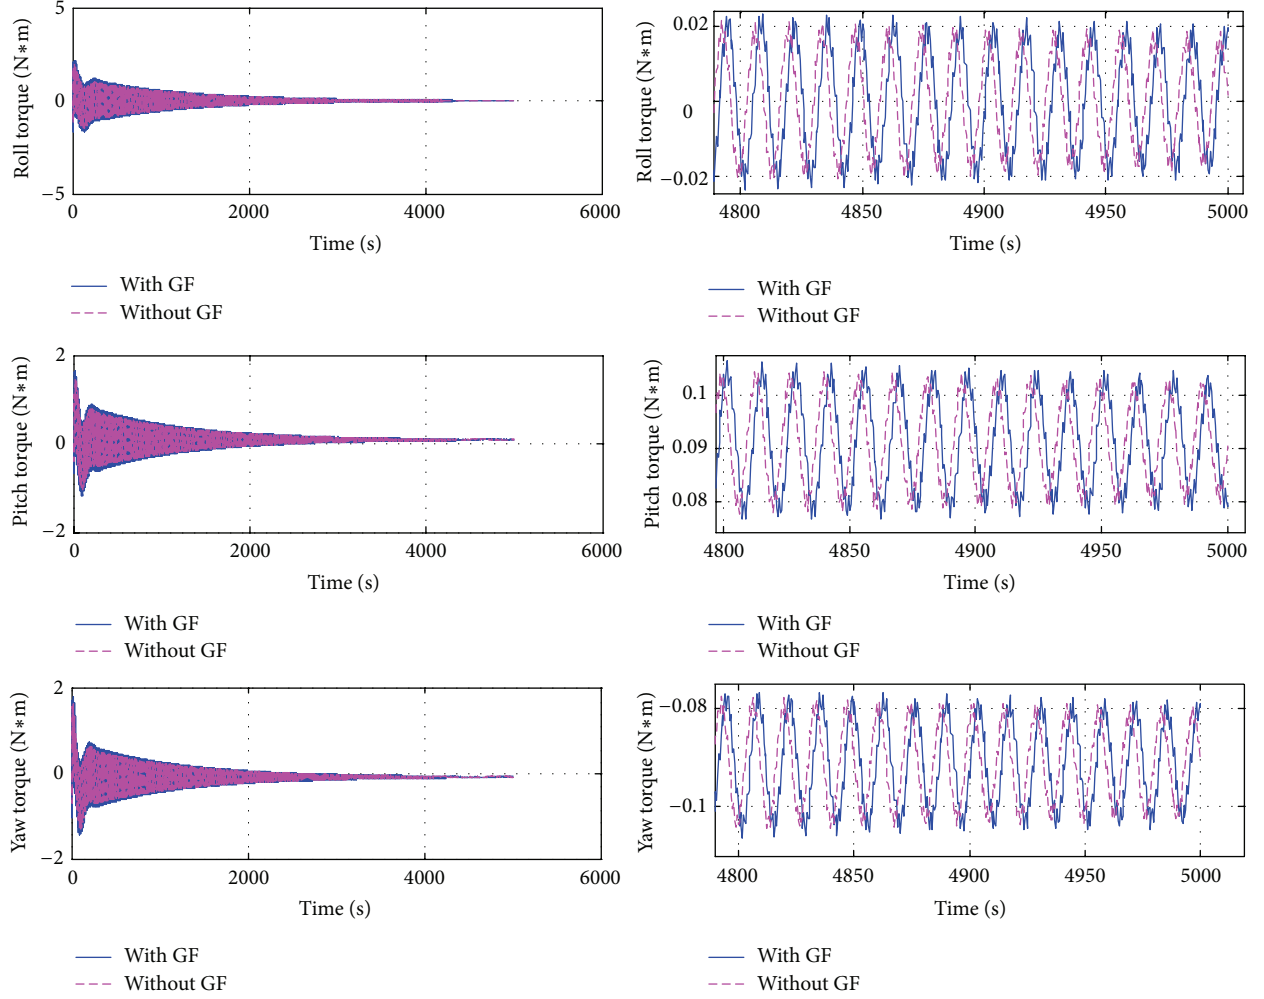 Roll torque (N∗m)
5
0
−5
0 2000 4000 6000
Time (s)
With GF
Without GF
Roll torque (N∗m)
0.02
0
−0.02
4800 4850 4900 4950 5000
Time (s)
With GF
Without GF
Pitch torque (N∗m)
2
0
−2
0 2000 4000 6000
Time (s)
With GF
Without GF
Pitch torque (N∗m)
0.1
0.09
0.08
4800 4850 4900 4950 5000
Time (s)
With GF
Without GF
Yaw torque (N∗m)
2
0
−2
0 2000 4000 6000
Time (s)
With GF
Without GF
Yaw torque (N∗m)
−0.08
−0.1
4800 4850 4900 4950 5000
Time (s)
With GF
Without GF